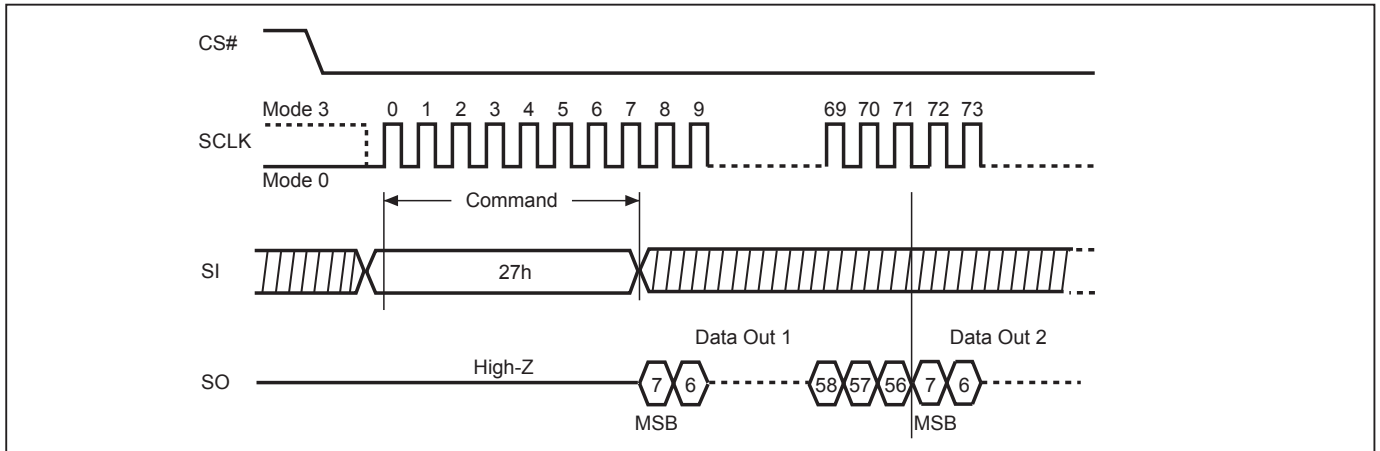 CS#
Mode 3
0 1 2 3 4 5 6 7 8 9 69 70 71 72 73
SCLK
Mode 0
Command
SI
27h
Data Out 1 Data Out 2
High-Z
SO
7 6 58 57 56 7 6
MSB MSB